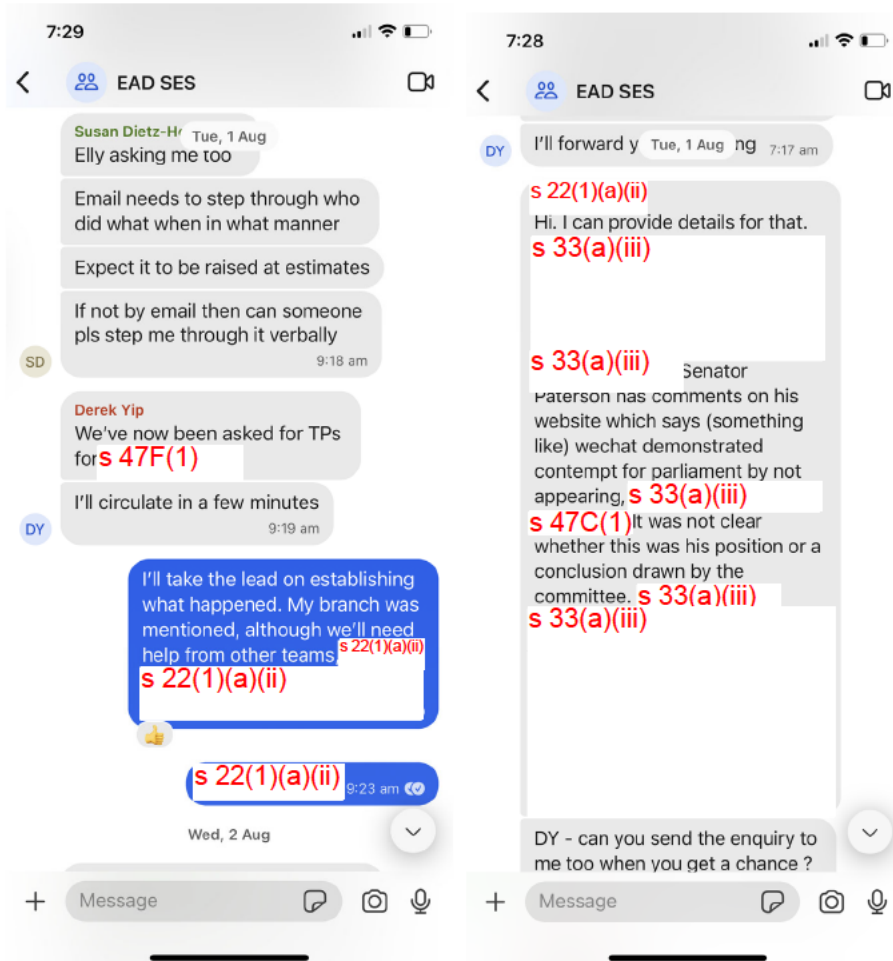 7:29
EAD SES
Susan Dietz-He
Tue, 1 Aug
Elly asking me too
Email needs to step through who
did what when in what manner
Expect it to be raised at estimates
If not by email then can someone
pls step me through it verbally
9:18 am
SD
Derek Yip
We've now been asked for TPs
for s 47F(1)
I'll circulate in a few minutes
9:19 am
DY
I'll take the lead on establishing
what happened. My branch was
mentioned, although we'll need
help from other teams s 22(1)(a)(ii)
s 22(1)(a)(ii)
👍
s 22(1)(a)(ii) 9:23 am
Wed, 2 Aug
Message
7:28
EAD SES
I'll forward y Tue, 1 Aug ng 7:17 am
DY
s 22(1)(a)(ii)
Hi. I can provide details for that.
s 33(a)(iii)
s 33(a)(iii) Senator
Paterson has comments on his
website which says (something
like) wechat demonstrated
contempt for parliament by not
appearing, s 33(a)(iii)
s 47C(1) It was not clear
whether this was his position or a
conclusion drawn by the
committee. s 33(a)(iii)
s 33(a)(iii)
DY - can you send the enquiry to
me too when you get a chance ?
Message